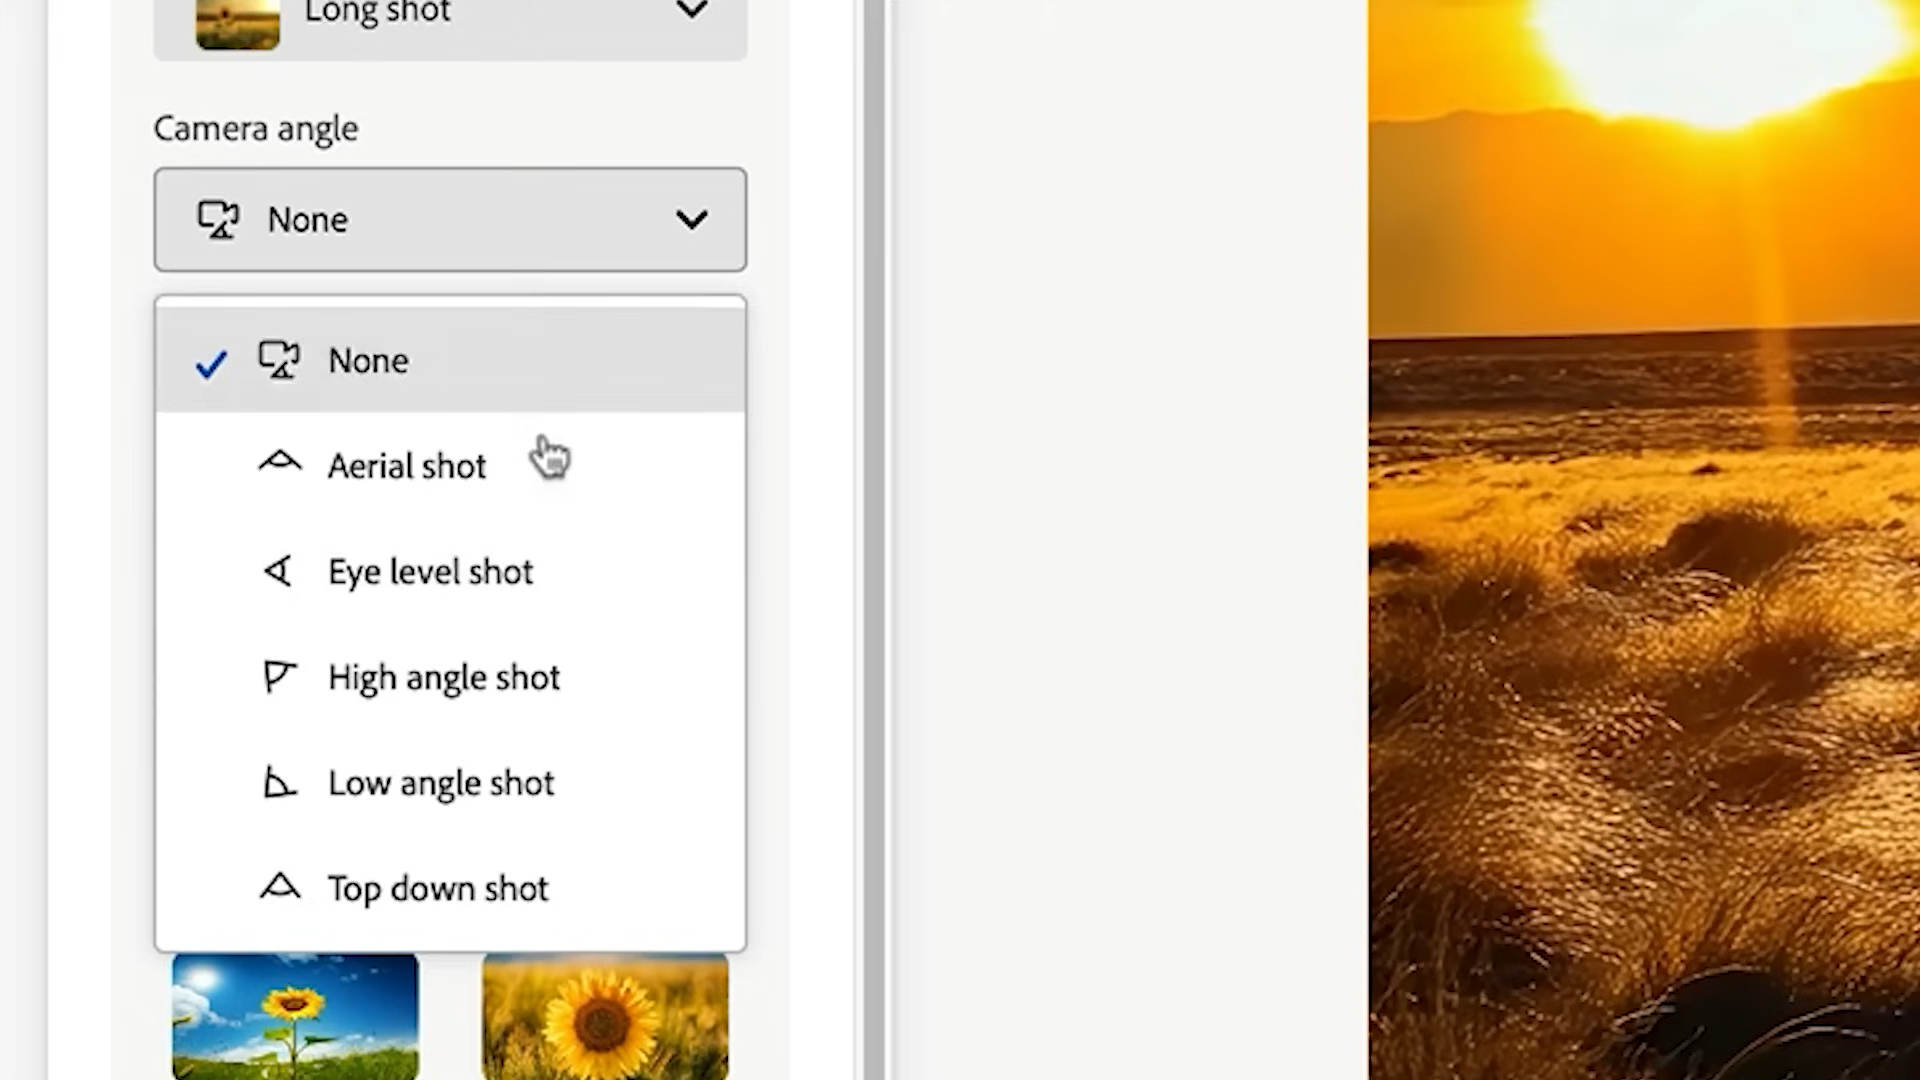 Long shot
Camera angle
None
None
Aerial shot
Eye level shot
High angle shot
Low angle shot
Top down shot